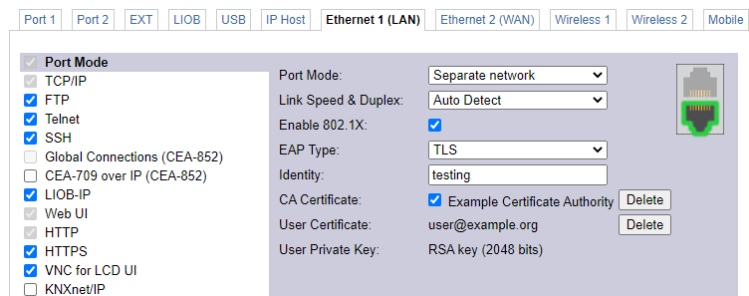 Port 1 Port 2 EXT LIOB USB IP Host Ethernet 1 (LAN) Ethernet 2 (WAN) Wireless 1 Wireless 2 Mobile
Port Mode
TCP/IP
FTP
Telnet
SSH
Global Connections (CEA-852)
CEA-709 over IP (CEA-852)
LIOB-IP
Web UI
HTTP
HTTPS
VNC for LCD UI
KNXnet/IP
Port Mode: Separate network
Link Speed & Duplex: Auto Detect
Enable 802.1X:
EAP Type: TLS
Identity: testing
CA Certificate: Example Certificate Authority Delete
User Certificate: user@example.org Delete
User Private Key: RSA key (2048 bits)